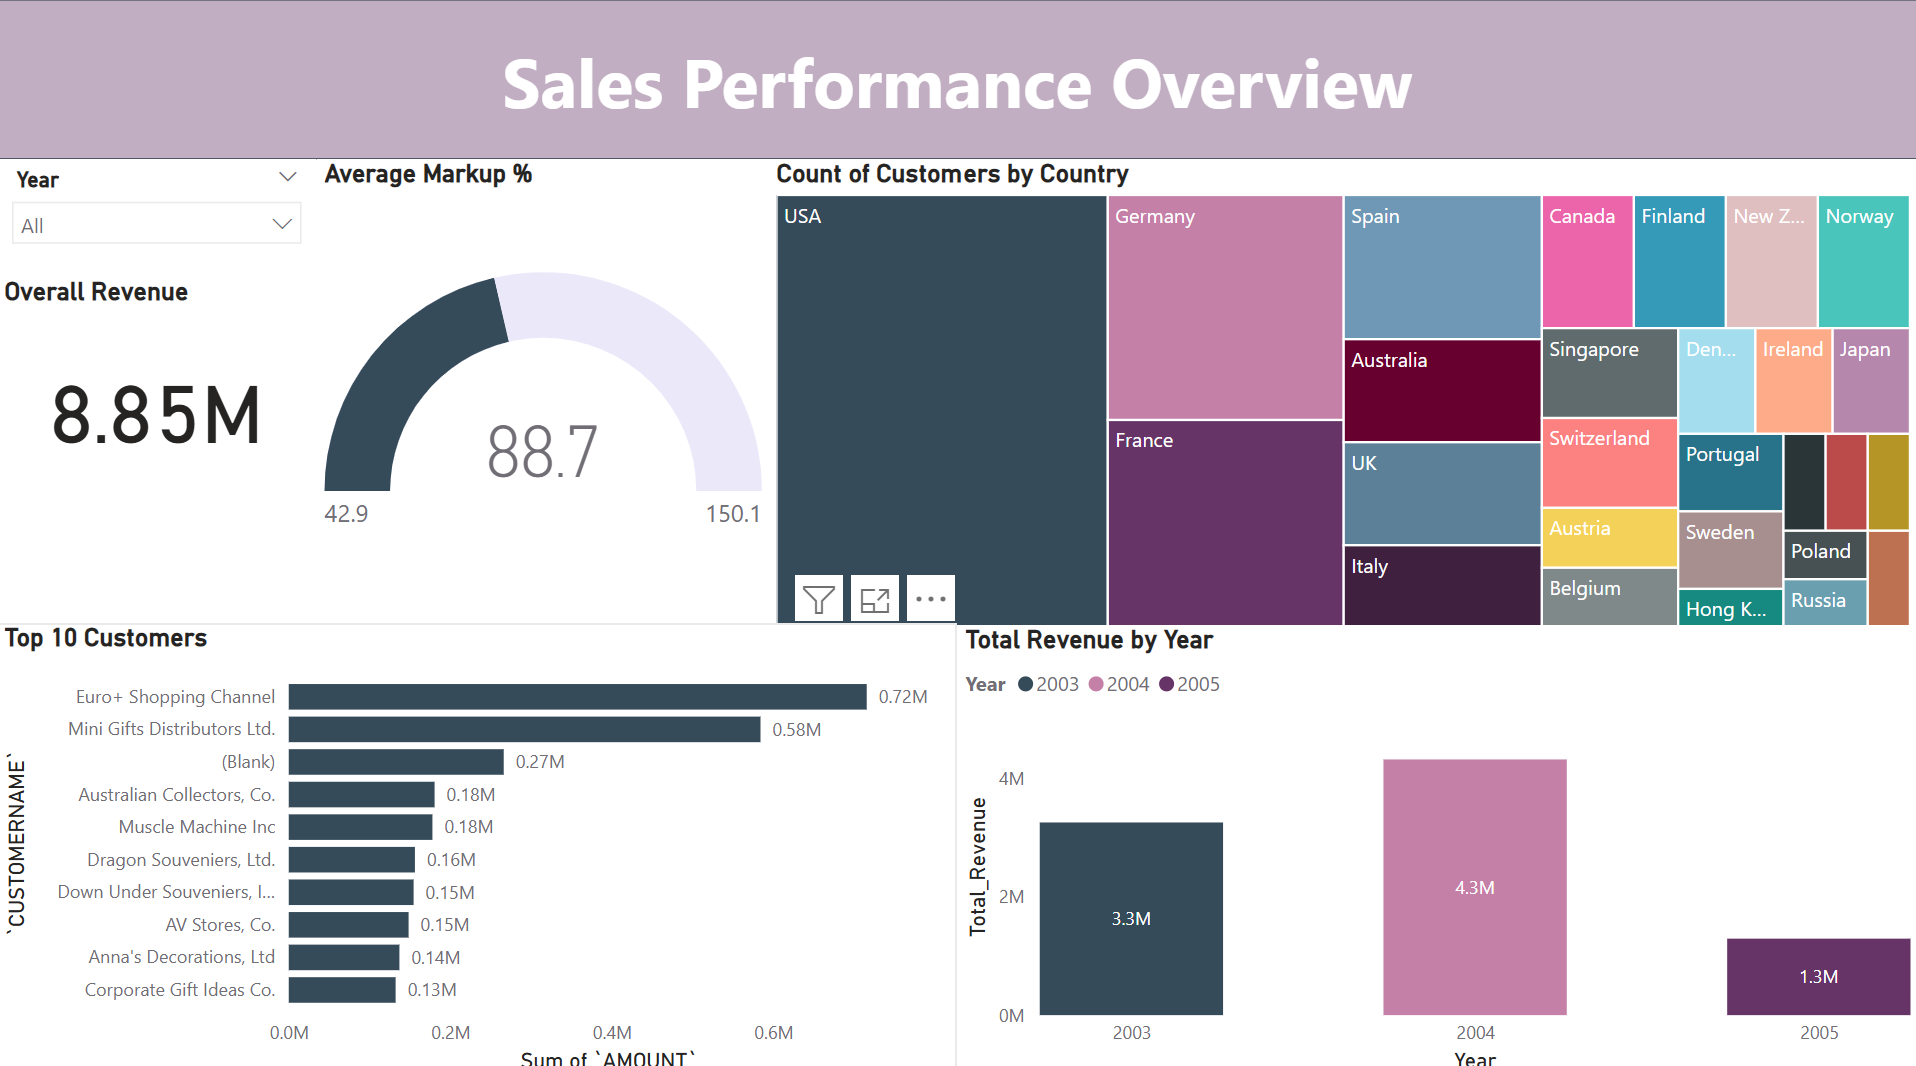 Sales Performance Overview
Year
All
Overall Revenue
8.85M
Average Markup %
88.7
42.9
150.1
Count of Customers by Country
USA
Germany
France
Spain
Australia
UK
Italy
Canada
Finland
New Z...
Norway
Singapore
Den...
Ireland
Japan
Switzerland
Portugal
Austria
Sweden
Belgium
Hong K...
Poland
Russia
Top 10 Customers
`CUSTOMERNAME`
Euro+ Shopping Channel 0.72M
Mini Gifts Distributors Ltd. 0.58M
(Blank) 0.27M
Australian Collectors, Co. 0.18M
Muscle Machine Inc 0.18M
Dragon Souveniers, Ltd. 0.16M
Down Under Souveniers, I... 0.15M
AV Stores, Co. 0.15M
Anna's Decorations, Ltd 0.14M
Corporate Gift Ideas Co. 0.13M
0.0M 0.2M 0.4M 0.6M
Sum of `AMOUNT`
Total Revenue by Year
Year 2003 2004 2005
Total_Revenue
4M
2M
0M
3.3M
4.3M
1.3M
2003 2004 2005
Year